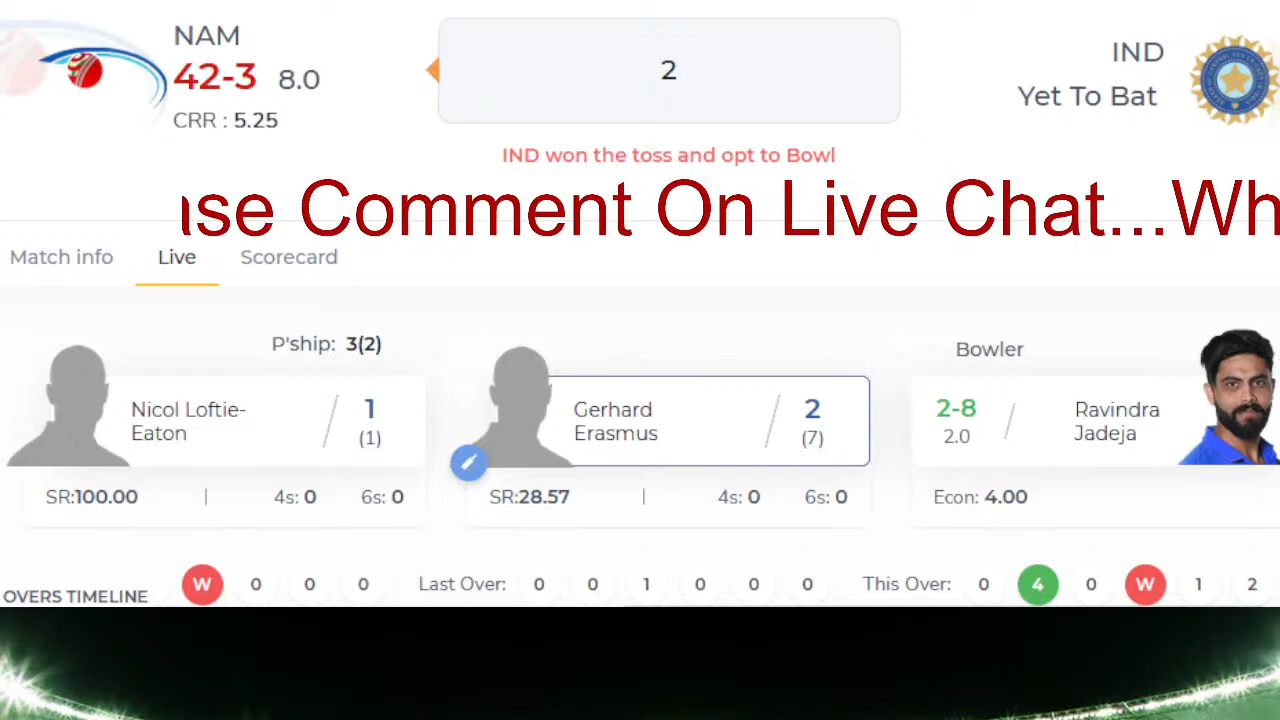 NAM
42-3 8.0
CRR : 5.25
2
IND
Yet To Bat
IND won the toss and opt to Bowl
se Comment On Live Chat...Wh
Match info Live Scorecard
P'ship: 3(2)
Nicol Loftie-
Eaton
1
(1)
SR:100.00 | 4s: 0 6s: 0
Gerhard
Erasmus
2
(7)
SR:28.57 | 4s: 0 6s: 0
Bowler
2-8
2.0
Ravindra
Jadeja
Econ: 4.00
OVERS TIMELINE W 0 0 0 Last Over: 0 0 1 0 0 0 This Over: 0 4 0 W 1 2